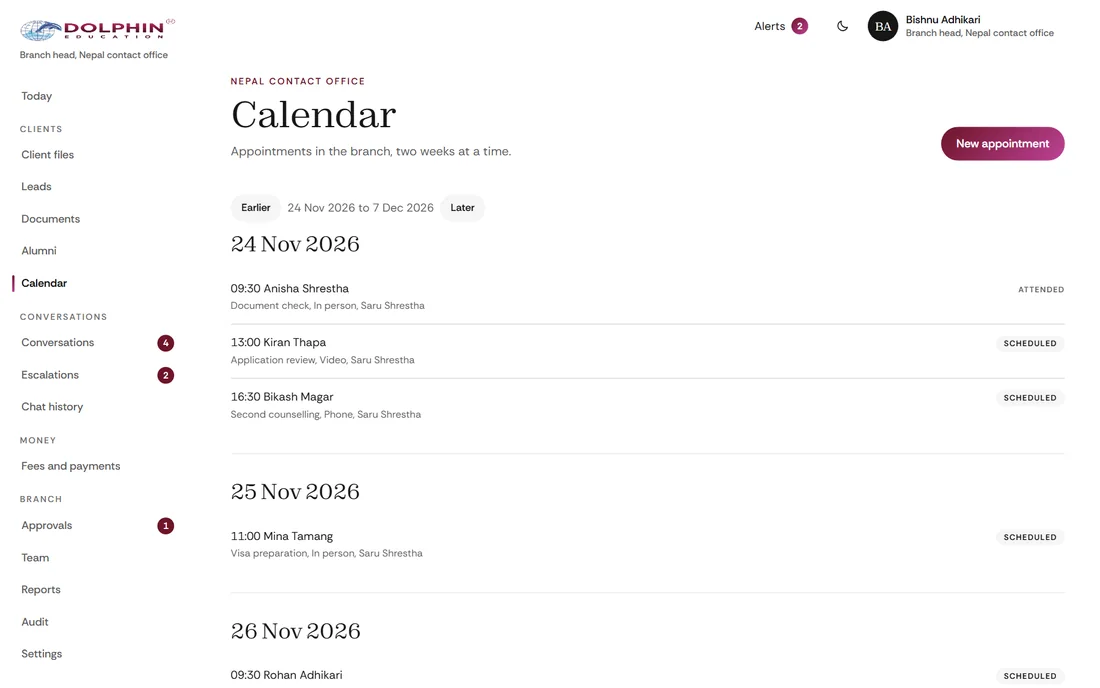 DOLPHIN
EDUCATION
Branch head, Nepal contact office
Today
CLIENTS
Client files
Leads
Documents
Alumni
Calendar
CONVERSATIONS
Conversations 4
Escalations 2
Chat history
MONEY
Fees and payments
BRANCH
Approvals 1
Team
Reports
Audit
Settings
Alerts 2
BA
Bishnu Adhikari
Branch head, Nepal contact office
NEPAL CONTACT OFFICE
Calendar
Appointments in the branch, two weeks at a time.
New appointment
Earlier 24 Nov 2026 to 7 Dec 2026 Later
24 Nov 2026
09:30 Anisha Shrestha ATTENDED
Document check, In person, Saru Shrestha
13:00 Kiran Thapa SCHEDULED
Application review, Video, Saru Shrestha
16:30 Bikash Magar SCHEDULED
Second counselling, Phone, Saru Shrestha
25 Nov 2026
11:00 Mina Tamang SCHEDULED
Visa preparation, In person, Saru Shrestha
26 Nov 2026
09:30 Rohan Adhikari SCHEDULED